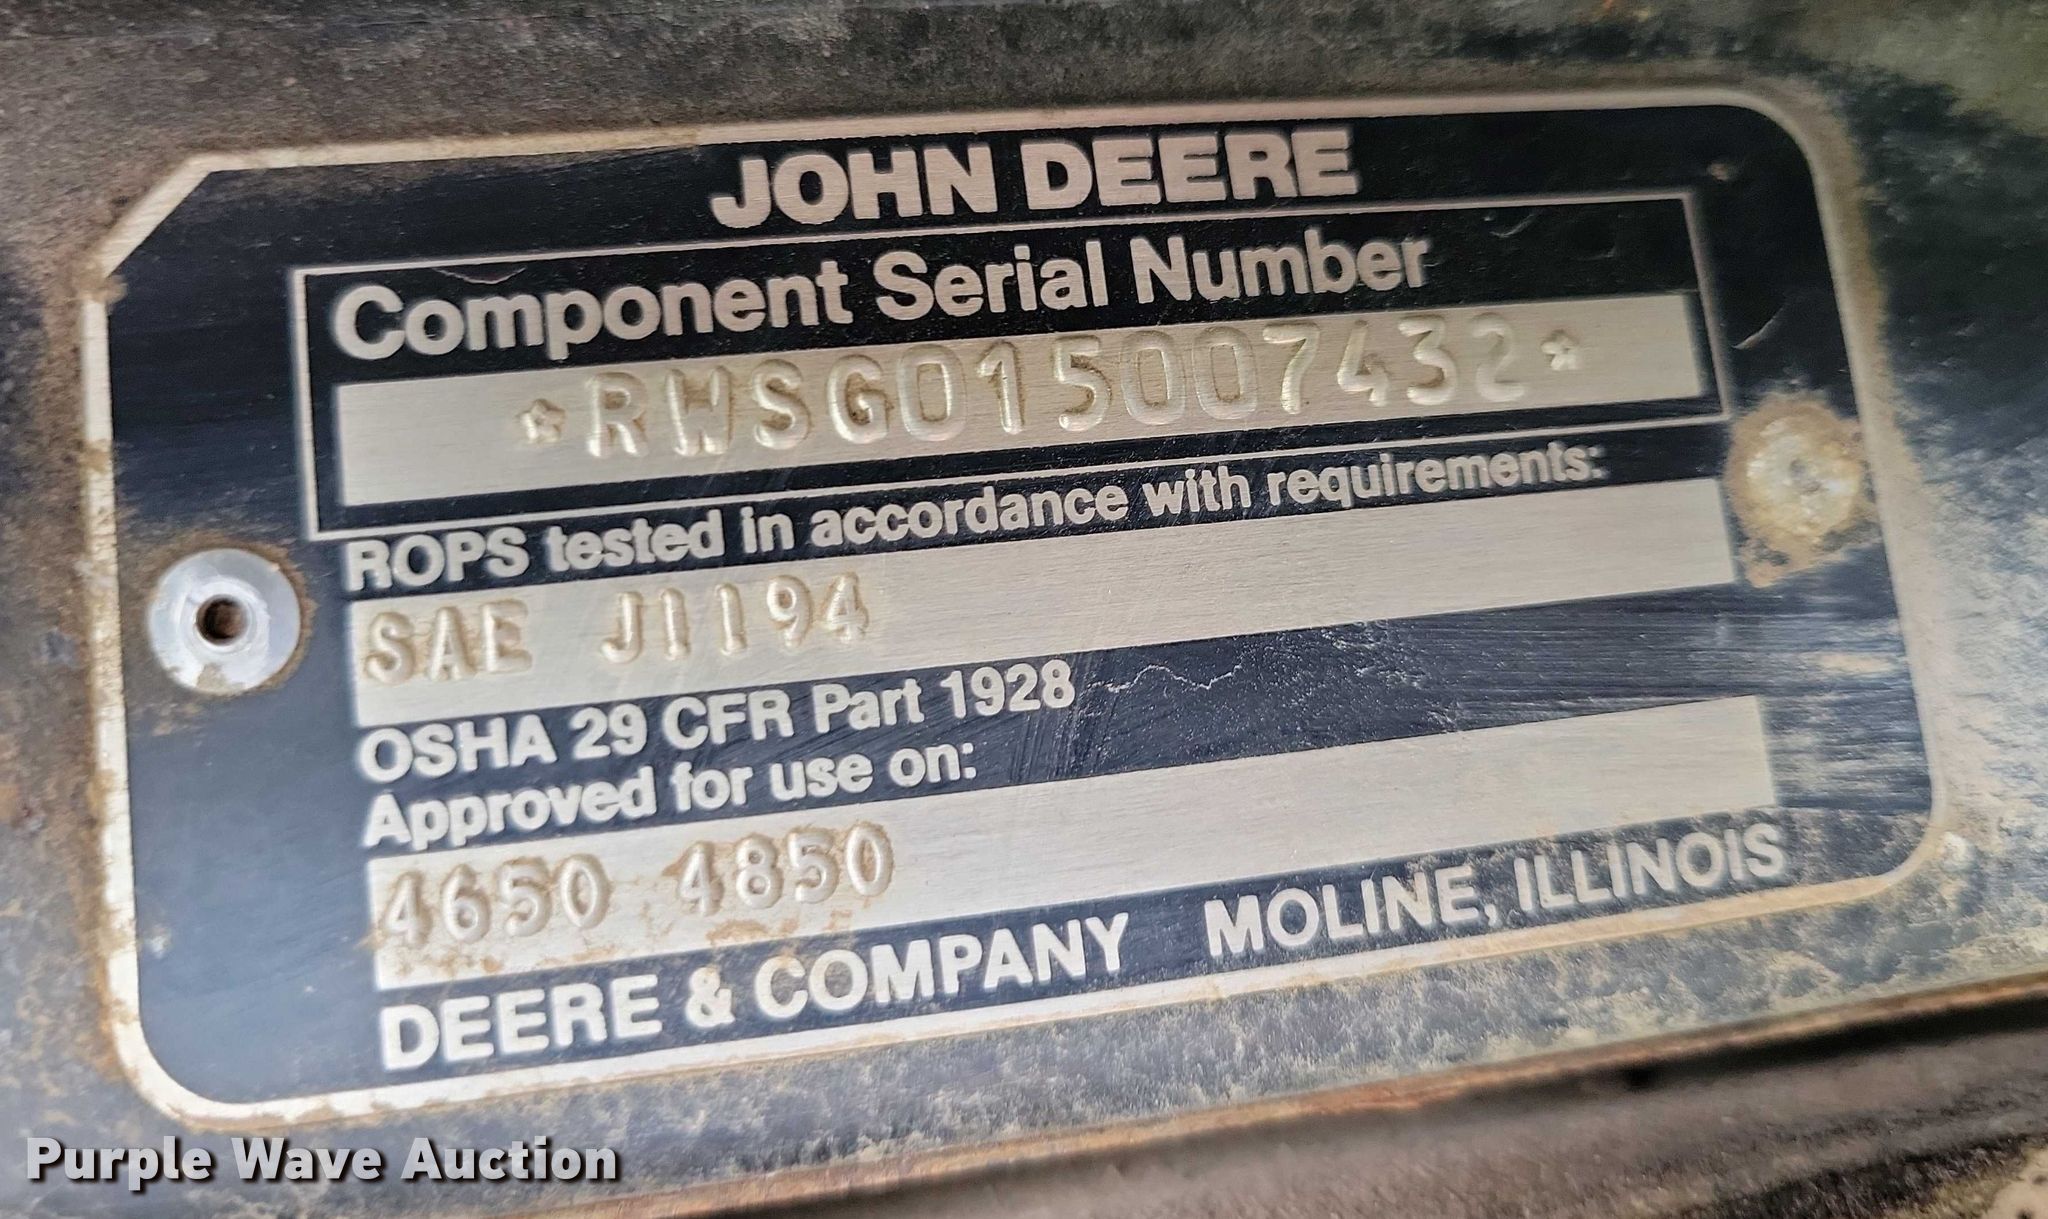 JOHN DEERE
Component Serial Number
*RWSG015007432*
ROPS tested in accordance with requirements:
SAE J1194
OSHA 29 CFR Part 1928
Approved for use on:
4650 4850
DEERE & COMPANY MOLINE, ILLINOIS
Purple Wave Auction